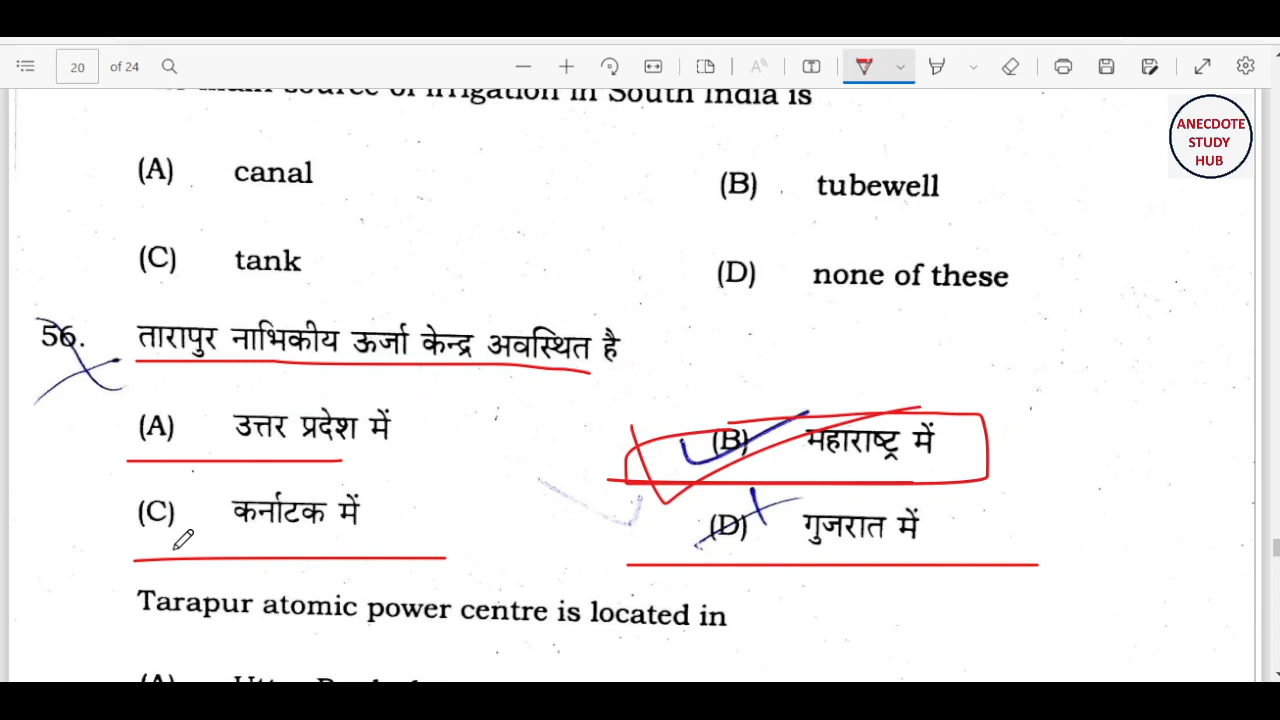 20 of 24
ANECDOTE
STUDY
HUB
main source of irrigation in South India is
(A) canal
(B) tubewell
(C) tank
(D) none of these
56. तारापुर नाभिकीय ऊर्जा केन्द्र अवस्थित है
(A) उत्तर प्रदेश में
(B) महाराष्ट्र में
(C) कर्नाटक में
(D) गुजरात में
Tarapur atomic power centre is located in
(A)